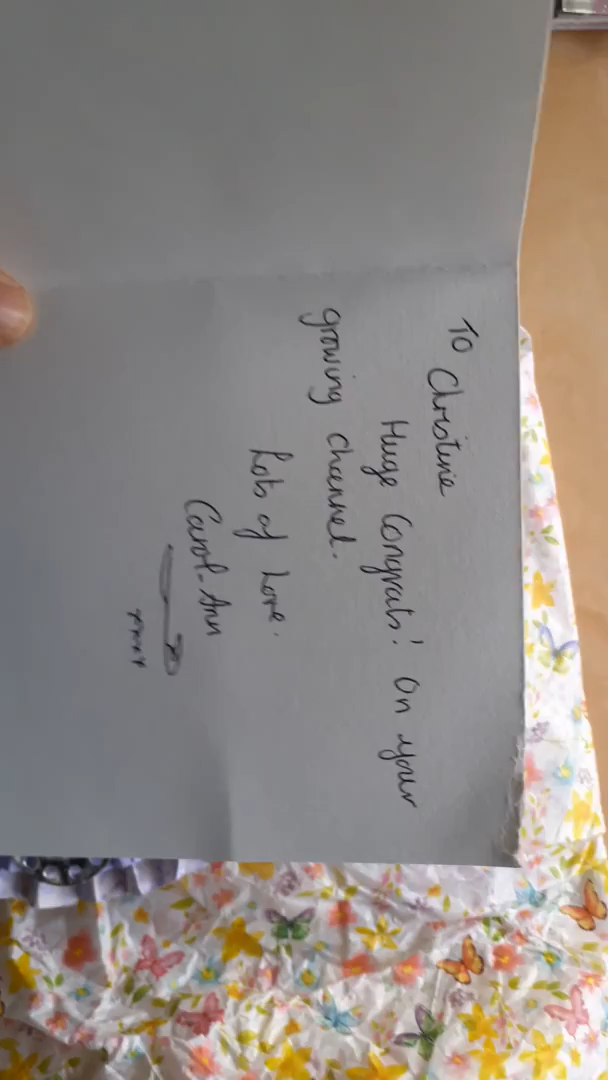 To Christine
Huge Congrats! On your
growing channel.
Lots of Love.
Carol-Ann
xxxx